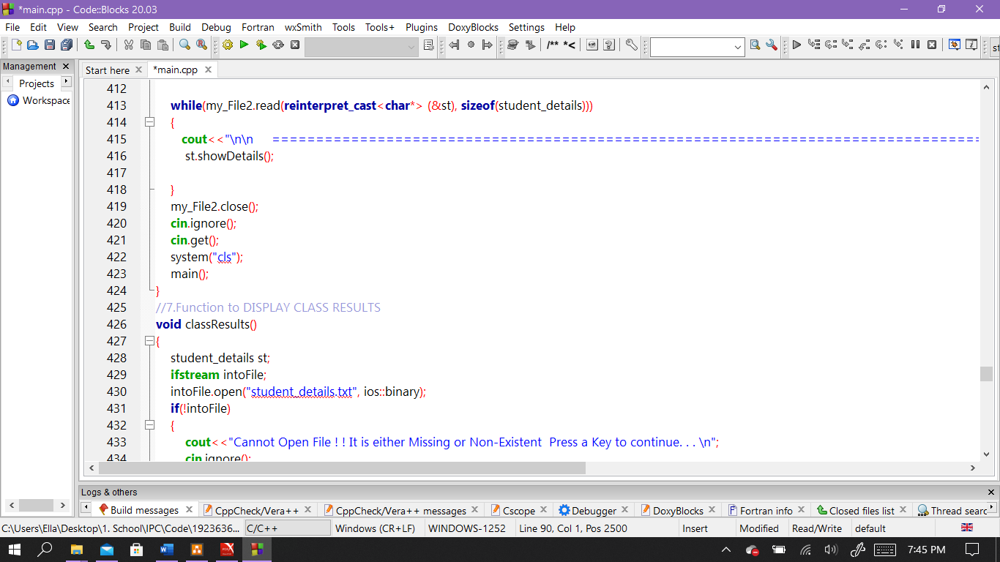 *main.cpp - Code::Blocks 20.03
File Edit View Search Project Build Debug Fortran wxSmith Tools Tools+ Plugins DoxyBlocks Settings Help
/** *<
Management
Projects
Workspace
Start here *main.cpp
412
413 while(my_File2.read(reinterpret_cast<char*> (&st), sizeof(student_details)))
414 {
415 cout<<"\n\n ================================================================================
416 st.showDetails();
417
418 }
419 my_File2.close();
420 cin.ignore();
421 cin.get();
422 system("cls");
423 main();
424 }
425 //7.Function to DISPLAY CLASS RESULTS
426 void classResults()
427 {
428 student_details st;
429 ifstream intoFile;
430 intoFile.open("student_details.txt", ios::binary);
431 if(!intoFile)
432 {
433 cout<<"Cannot Open File ! ! It is either Missing or Non-Existent  Press a Key to continue. . . \n";
434 cin.ignore();
Logs & others
Build messages CppCheck/Vera++ CppCheck/Vera++ messages Cscope Debugger DoxyBlocks Fortran info Closed files list Thread searc
C:\Users\Ella\Desktop\1. School\IPC\Code\1923636... C/C++ Windows (CR+LF) WINDOWS-1252 Line 90, Col 1, Pos 2500 Insert Modified Read/Write default
7:45 PM